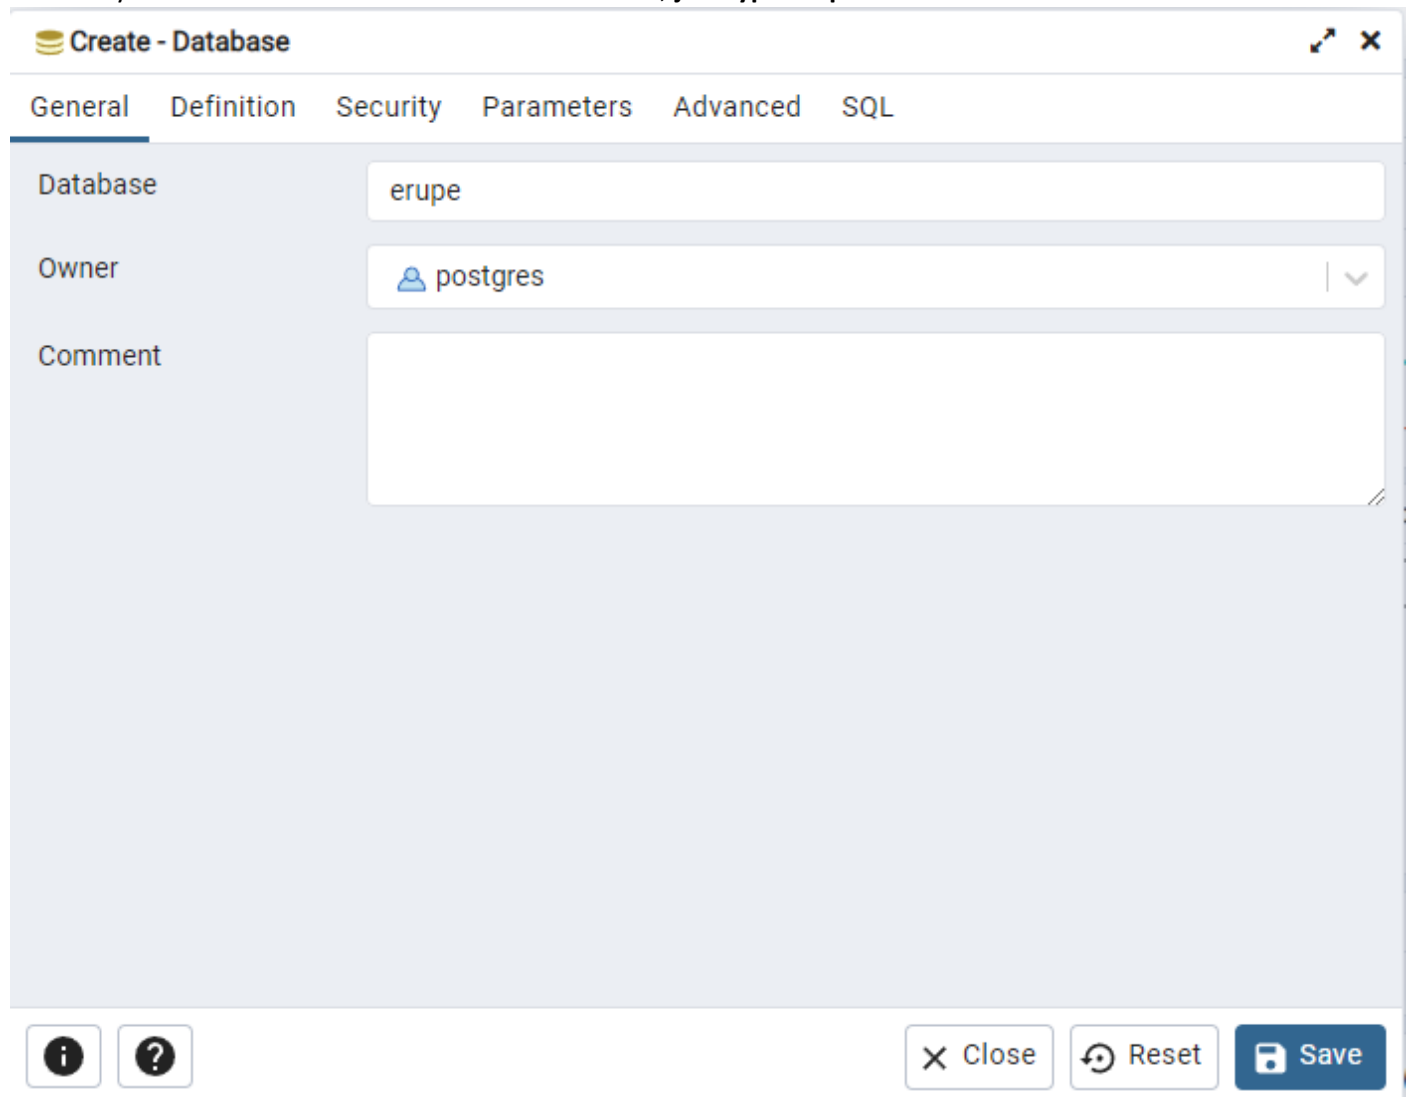 Create - Database
General Definition Security Parameters Advanced SQL
Database erupe
Owner postgres
Comment
Close Reset Save